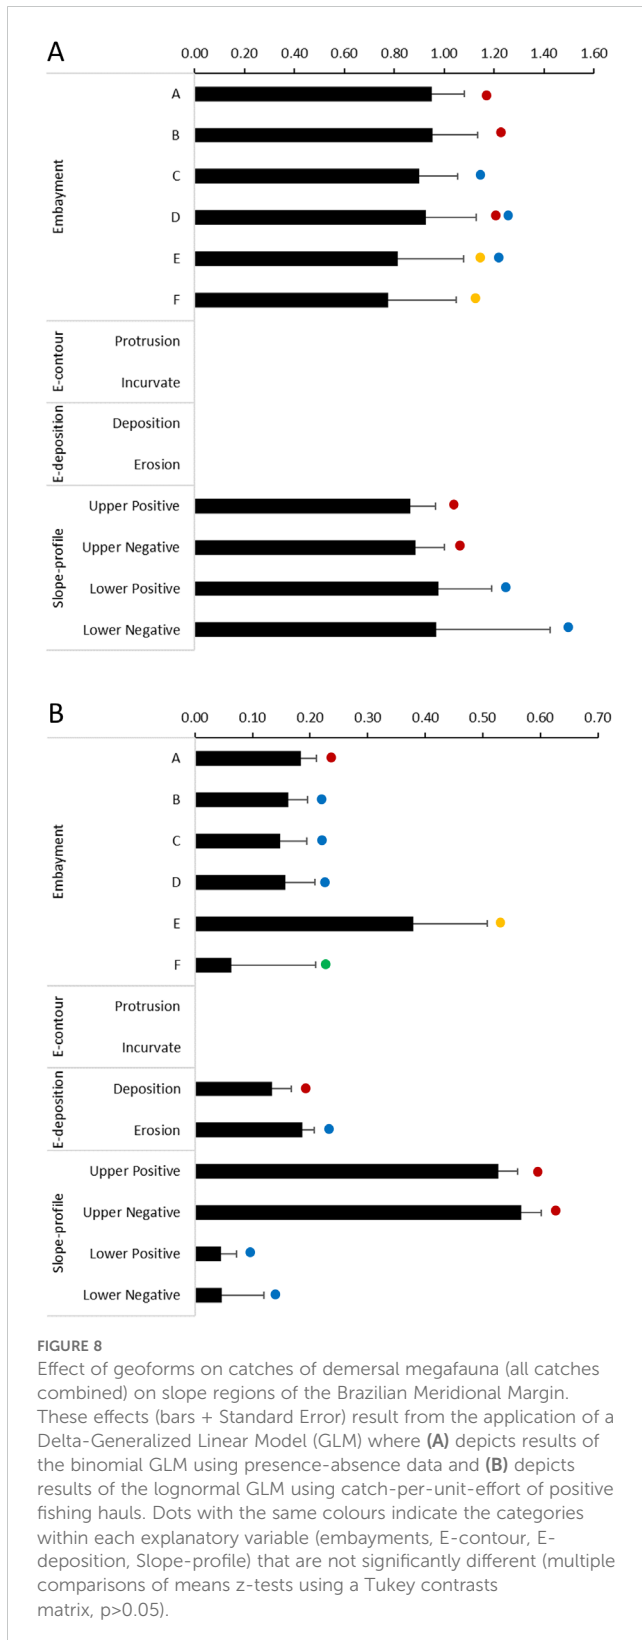 A
0.00 0.20 0.40 0.60 0.80 1.00 1.20 1.40 1.60
Embayment
A
B
C
D
E
F
E-contour
Protrusion
Incurvate
E-deposition
Deposition
Erosion
Slope-profile
Upper Positive
Upper Negative
Lower Positive
Lower Negative
B
0.00 0.10 0.20 0.30 0.40 0.50 0.60 0.70
Embayment
A
B
C
D
E
F
E-contour
Protrusion
Incurvate
E-deposition
Deposition
Erosion
Slope-profile
Upper Positive
Upper Negative
Lower Positive
Lower Negative
FIGURE 8
Effect of geoforms on catches of demersal megafauna (all catches
combined) on slope regions of the Brazilian Meridional Margin.
These effects (bars + Standard Error) result from the application of a
Delta-Generalized Linear Model (GLM) where (A) depicts results of
the binomial GLM using presence-absence data and (B) depicts
results of the lognormal GLM using catch-per-unit-effort of positive
fishing hauls. Dots with the same colours indicate the categories
within each explanatory variable (embayments, E-contour, E-
deposition, Slope-profile) that are not significantly different (multiple
comparisons of means z-tests using a Tukey contrasts
matrix, p>0.05).